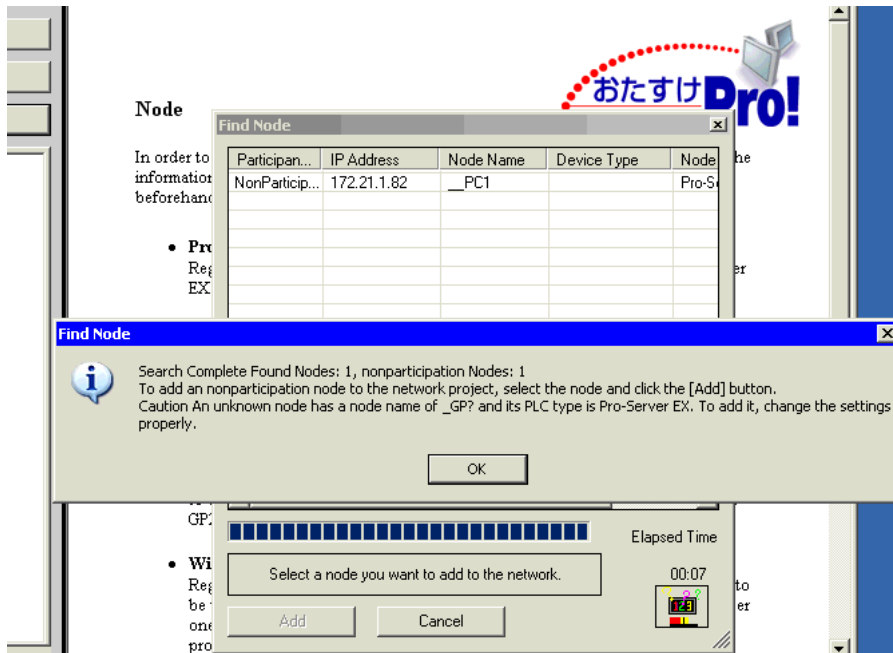 おたすけPro!
Node
Find Node
In order to
he
information
beforehand
Participan... IP Address Node Name Device Type Node
NonParticip... 172.21.1.82 __PC1 Pro-S
Reg
er
EX
Find Node
Search Complete Found Nodes: 1, nonparticipation Nodes: 1
To add an nonparticipation node to the network project, select the node and click the [Add] button.
Caution An unknown node has a node name of _GP? and its PLC type is Pro-Server EX. To add it, change the settings
properly.
OK
GP
Elapsed Time
Wi
Select a node you want to add to the network.
00:07
Reg
to
be
er
Add Cancel
one
pro